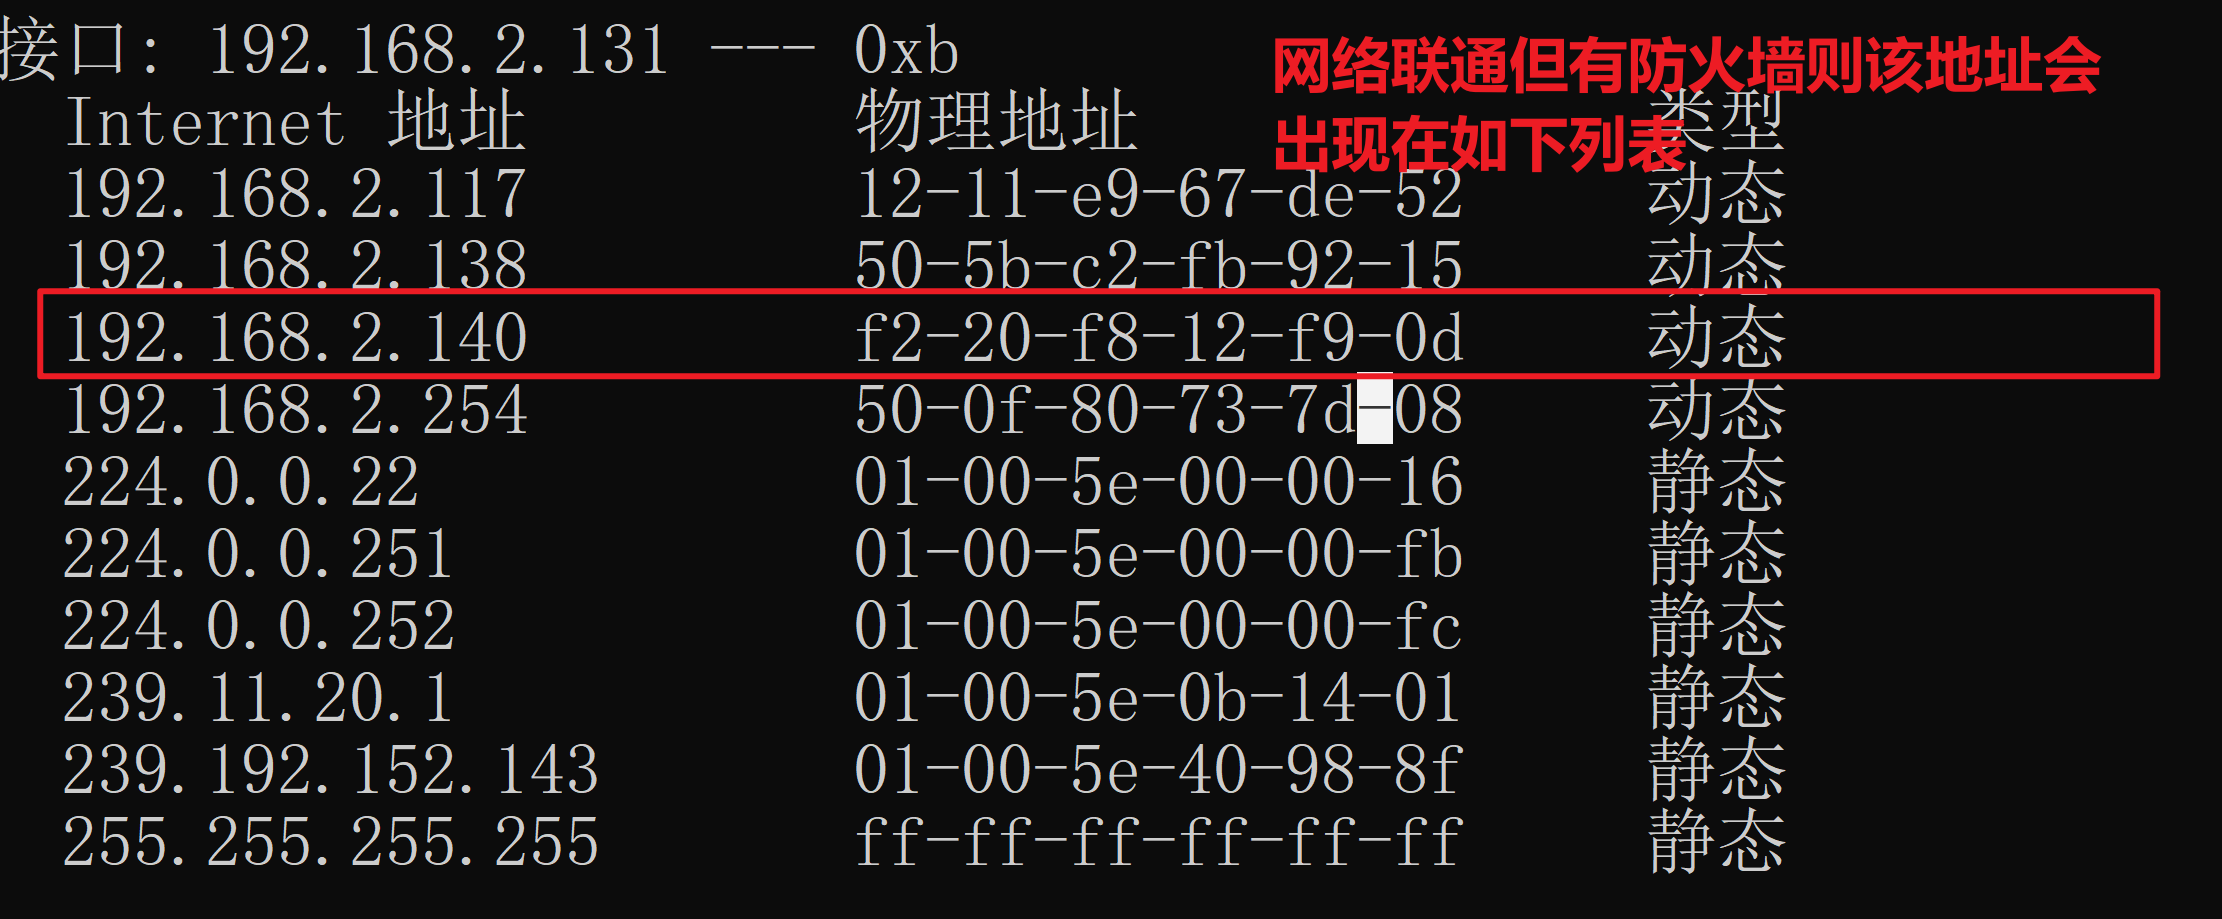 接口: 192.168.2.131 --- 0xb
网络联通但有防火墙则该地址会
出现在如下列表
Internet 地址 物理地址 类型
192.168.2.117 12-11-e9-67-de-52 动态
192.168.2.138 50-5b-c2-fb-92-15 动态
192.168.2.140 f2-20-f8-12-f9-0d 动态
192.168.2.254 50-0f-80-73-7d-08 动态
224.0.0.22 01-00-5e-00-00-16 静态
224.0.0.251 01-00-5e-00-00-fb 静态
224.0.0.252 01-00-5e-00-00-fc 静态
239.11.20.1 01-00-5e-0b-14-01 静态
239.192.152.143 01-00-5e-40-98-8f 静态
255.255.255.255 ff-ff-ff-ff-ff-ff 静态